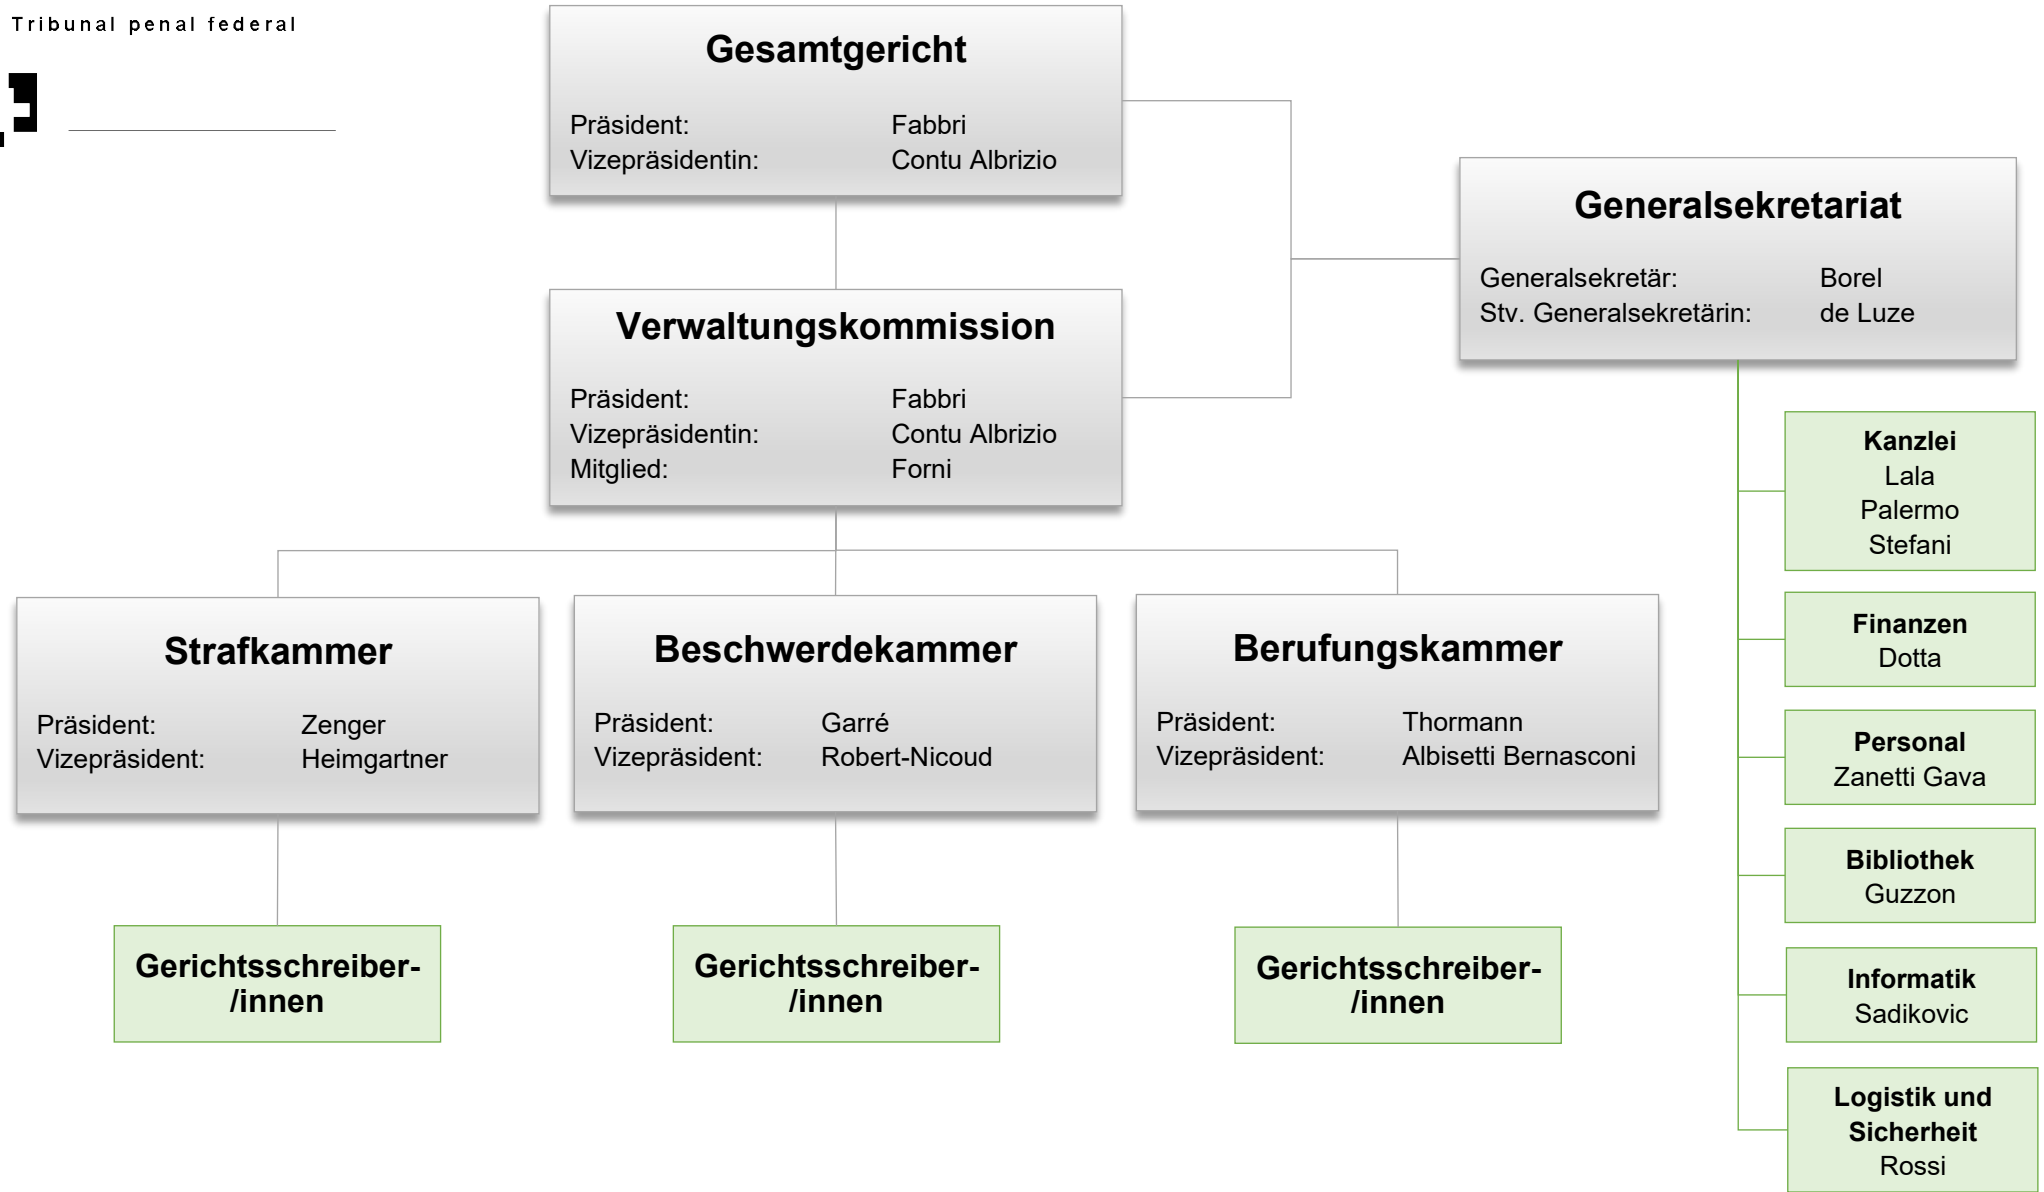 Tribunal penal federal
Gesamtgericht
Präsident: Fabbri
Vizepräsidentin: Contu Albrizio
Generalsekretariat
Generalsekretär: Borel
Stv. Generalsekretärin: de Luze
Verwaltungskommission
Präsident: Fabbri
Vizepräsidentin: Contu Albrizio
Mitglied: Forni
Strafkammer
Präsident: Zenger
Vizepräsident: Heimgartner
Beschwerdekammer
Präsident: Garré
Vizepräsident: Robert-Nicoud
Berufungskammer
Präsident: Thormann
Vizepräsident: Albisetti Bernasconi
Gerichtsschreiber-
/innen
Gerichtsschreiber-
/innen
Gerichtsschreiber-
/innen
Kanzlei
Lala
Palermo
Stefani
Finanzen
Dotta
Personal
Zanetti Gava
Bibliothek
Guzzon
Informatik
Sadikovic
Logistik und
Sicherheit
Rossi